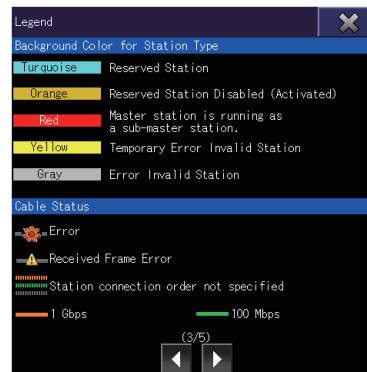 Legend
Background Color for Station Type
Turquoise Reserved Station
Orange Reserved Station Disabled (Activated)
Red Master station is running as
a sub-master station.
Yellow Temporary Error Invalid Station
Gray Error Invalid Station
Cable Status
Error
Received Frame Error
Station connection order not specified
1 Gbps 100 Mbps
(3/5)